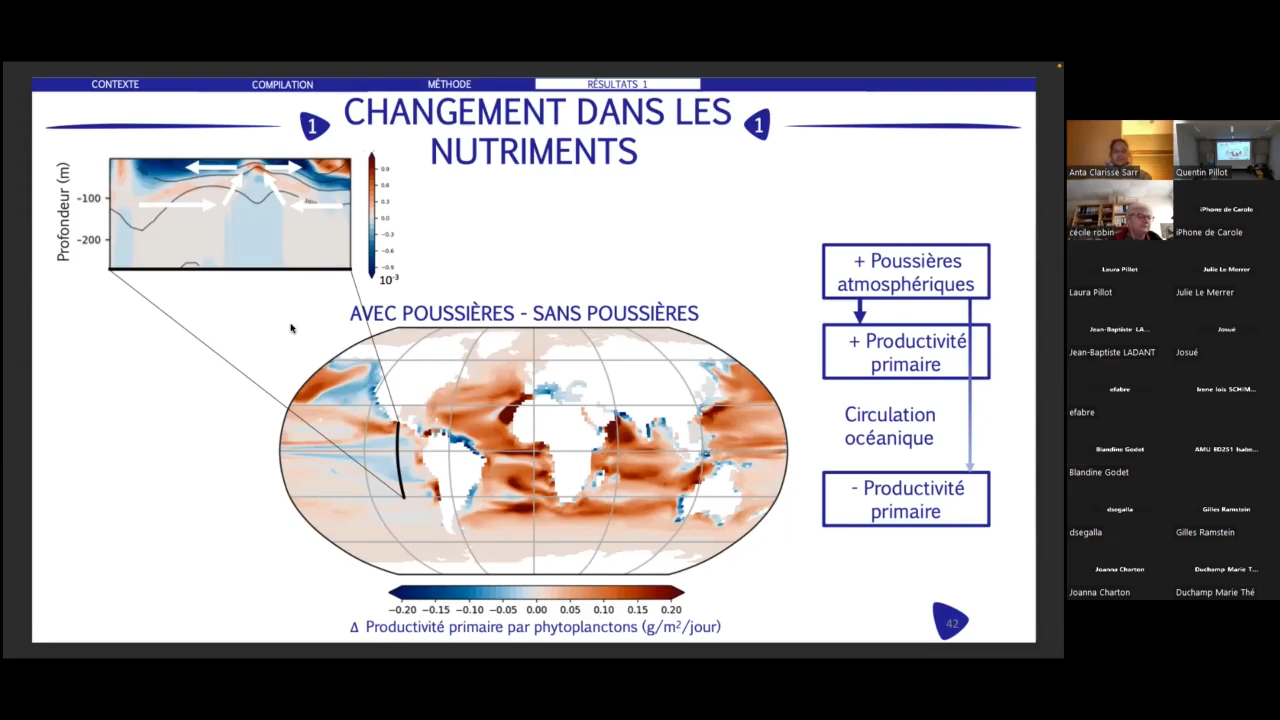 CONTEXTE
COMPILATION
MÉTHODE
RÉSULTATS 1
1
CHANGEMENT DANS LES
NUTRIMENTS
1
Profondeur (m)
-100
-200
0.9
0.6
0.3
0.0
-0.3
-0.6
-0.9
10-3
AVEC POUSSIÈRES - SANS POUSSIÈRES
+ Poussières
atmosphériques
+ Productivité
primaire
Circulation
océanique
- Productivité
primaire
−0.20 −0.15 −0.10 −0.05 0.00 0.05 0.10 0.15 0.20
Δ Productivité primaire par phytoplanctons (g/m²/jour)
42
Anta Clarisse Sarr
Quentin Pillot
cécile robin
iPhone de Carole
iPhone de Carole
Laura Pillot
Laura Pillot
Julie Le Merrer
Julie Le Merrer
Jean-Baptiste LA...
Jean-Baptiste LADANT
Josué
Josué
efabre
efabre
Irene lois SCHIM...
Blandine Godet
Blandine Godet
AMU ED251 Isabe...
dsegalla
dsegalla
Gilles Ramstein
Gilles Ramstein
Joanna Charton
Joanna Charton
Duchamp Marie T...
Duchamp Marie Thé